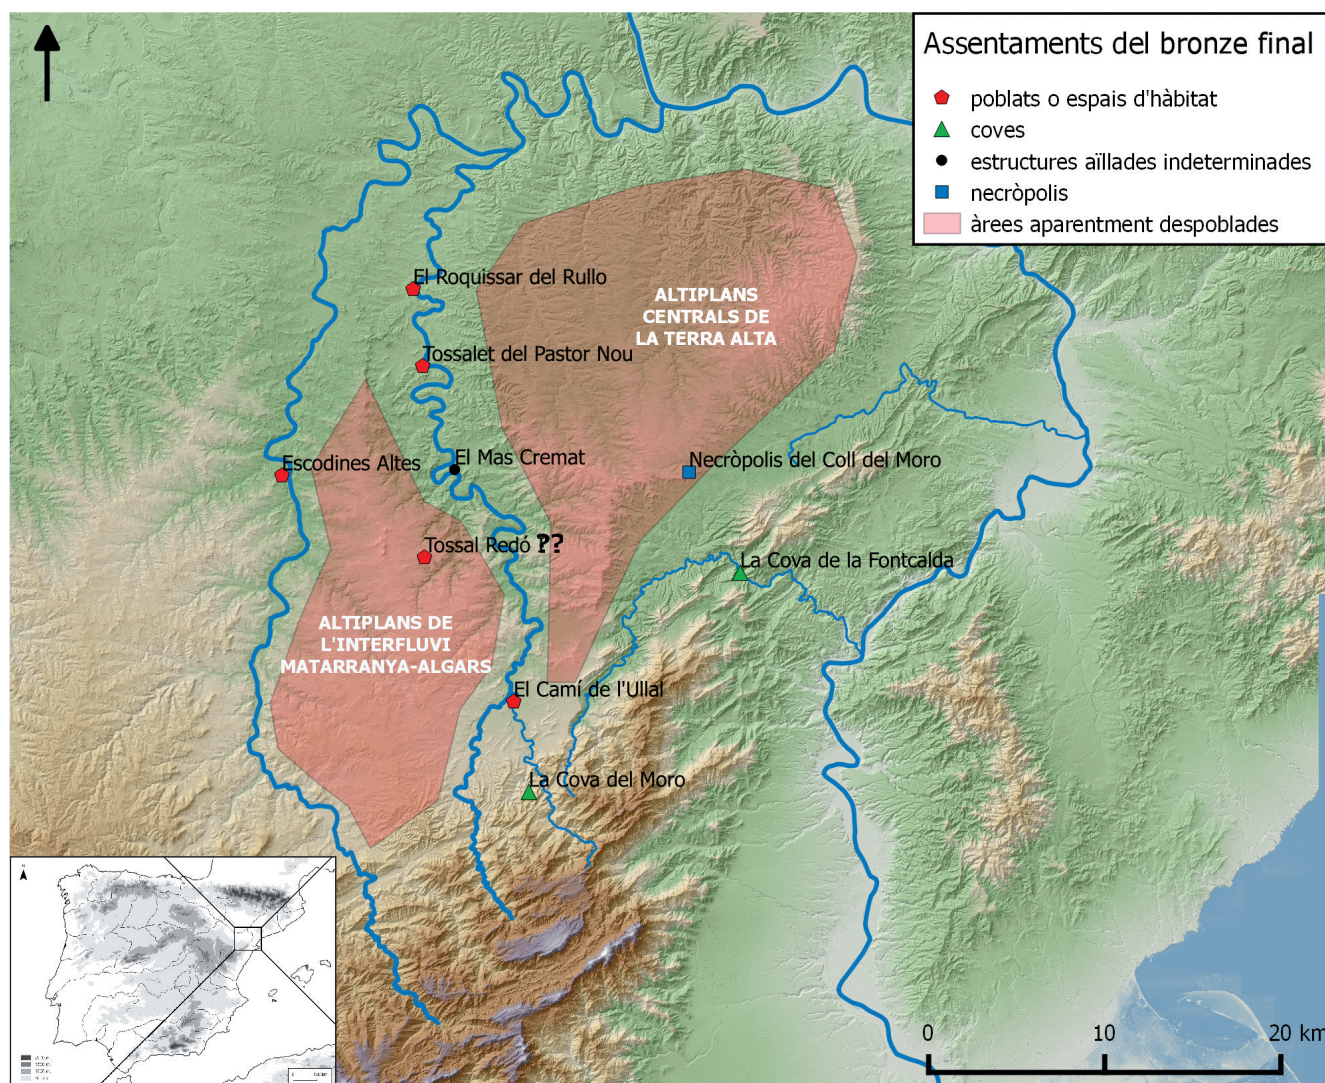 Assentaments del bronze final
poblats o espais d'hàbitat
coves
estructures aïllades indeterminades
necròpolis
àrees aparentment despoblades
El Roquissar del Rullo
ALTIPLANS
CENTRALS DE
LA TERRA ALTA
Tossalet del Pastor Nou
Escodines Altes
El Mas Cremat
Necròpolis del Coll del Moro
Tossal Redó ??
La Cova de la Fontcalda
ALTIPLANS DE
L'INTERFLUVI
MATARRANYA-ALGARS
El Camí de l'Ullal
La Cova del Moro
N
0 10 20 km